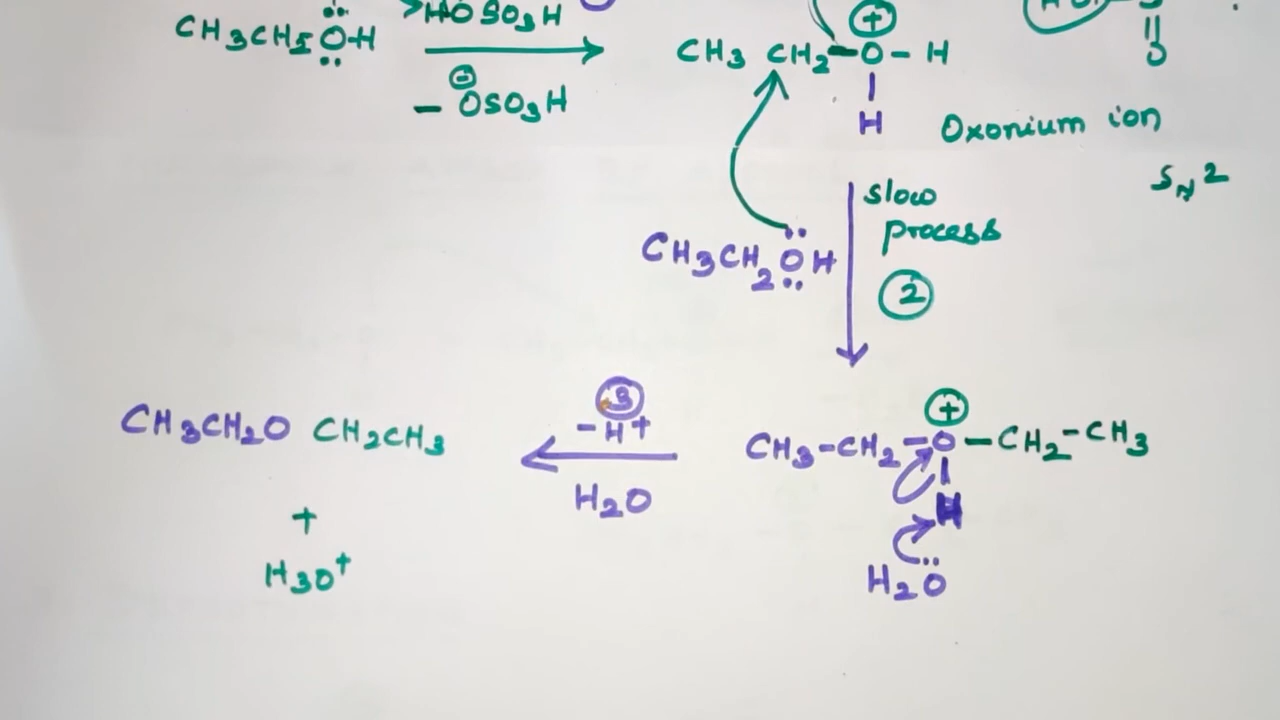 HOSO3H
CH3CH5 Ö-H
⊖
- OSO3H
⊕
CH3 CH2-O-H
H
O
Oxonium ion
SN2
slow
process
CH3CH2ÖH
②
③
-H+
H2O
CH3CH2O CH2CH3
+
H3O+
⊕
CH3-CH2-O-CH2-CH3
H
H2Ö